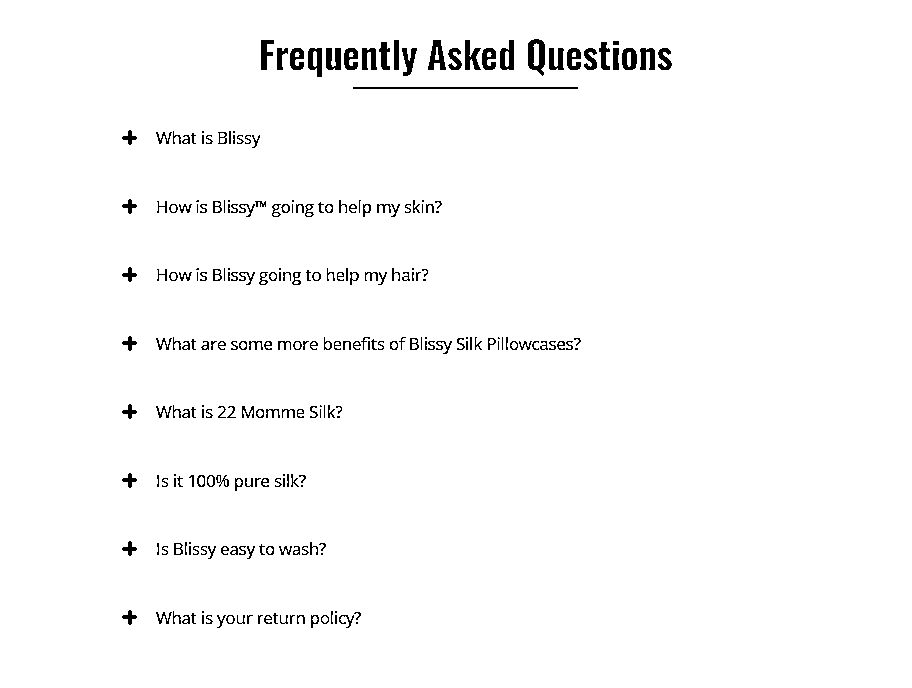 Frequently Asked Questions
What is Blissy
How is Blissy™ going to help my skin?
How is Blissy going to help my hair?
What are some more benefits of Blissy Silk Pillowcases?
What is 22 Momme Silk?
Is it 100% pure silk?
Is Blissy easy to wash?
What is your return policy?